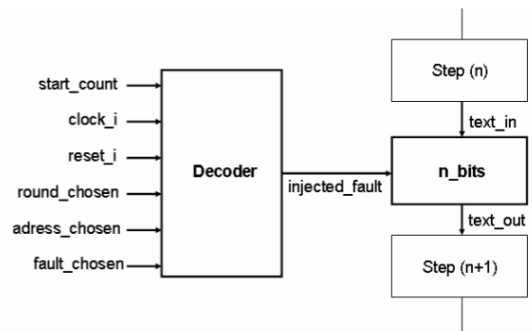 start_count
clock_i
reset_i
round_chosen
adress_chosen
fault_chosen
Decoder
injected_fault
Step (n)
text_in
n_bits
text_out
Step (n+1)